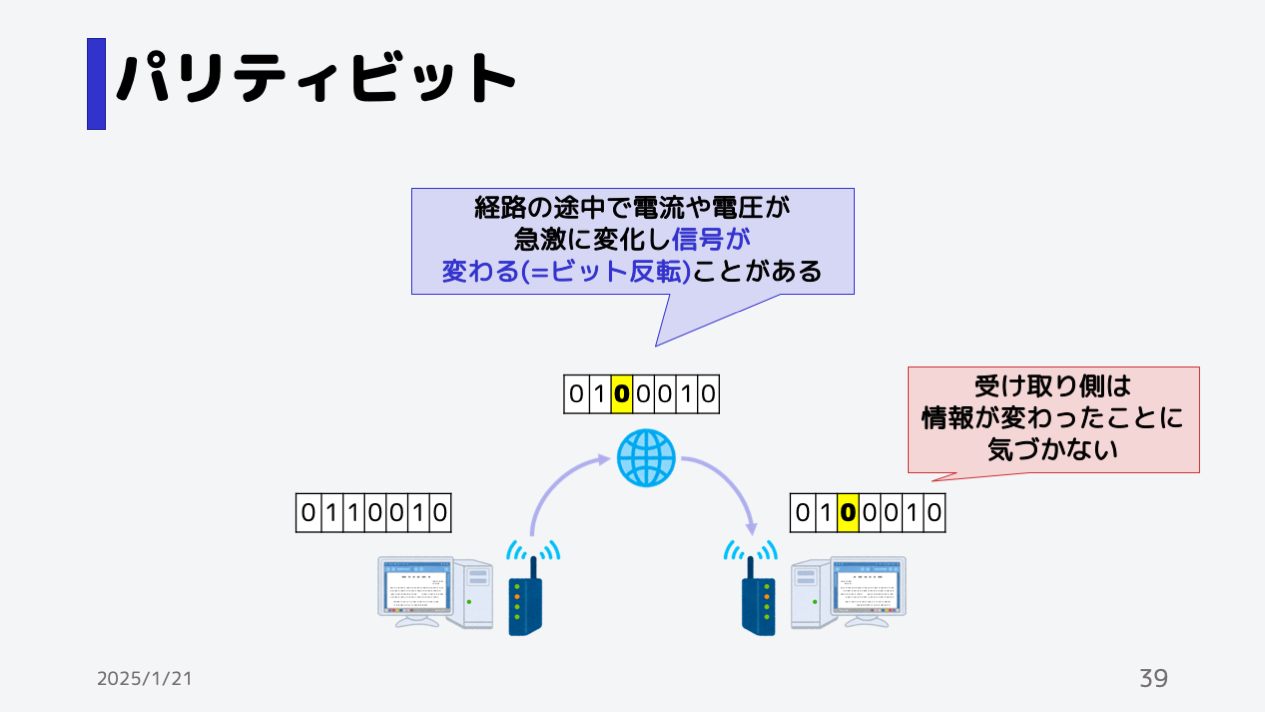 パリティビット
経路の途中で電流や電圧が
急激に変化し信号が
変わる(=ビット反転)ことがある
0100010
受け取り側は
情報が変わったことに
気づかない
0110010
0100010
2025/1/21
39